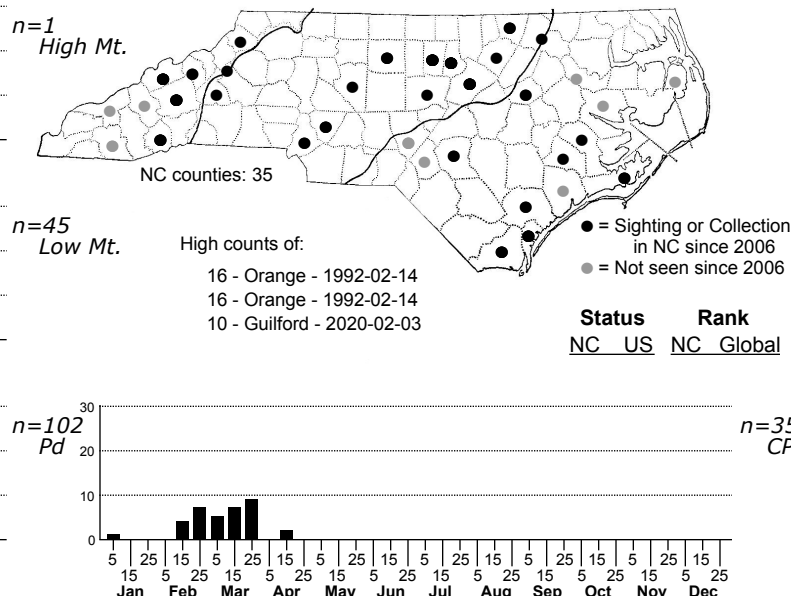 n=1
High Mt.
NC counties: 35
n=45
Low Mt.
High counts of:
16 - Orange - 1992-02-14
16 - Orange - 1992-02-14
10 - Guilford - 2020-02-03
= Sighting or Collection
in NC since 2006
= Not seen since 2006
Status Rank
NC US NC Global
n=102
Pd
n=35
CP
30
20
10
0
5 25 15 5 25 15 5 25 15 5 25 15 5 25 15 5 25 15
15 5 25 15 5 25 15 5 25 15 5 25 15 5 25 15 5 25
Jan Feb Mar Apr May Jun Jul Aug Sep Oct Nov Dec